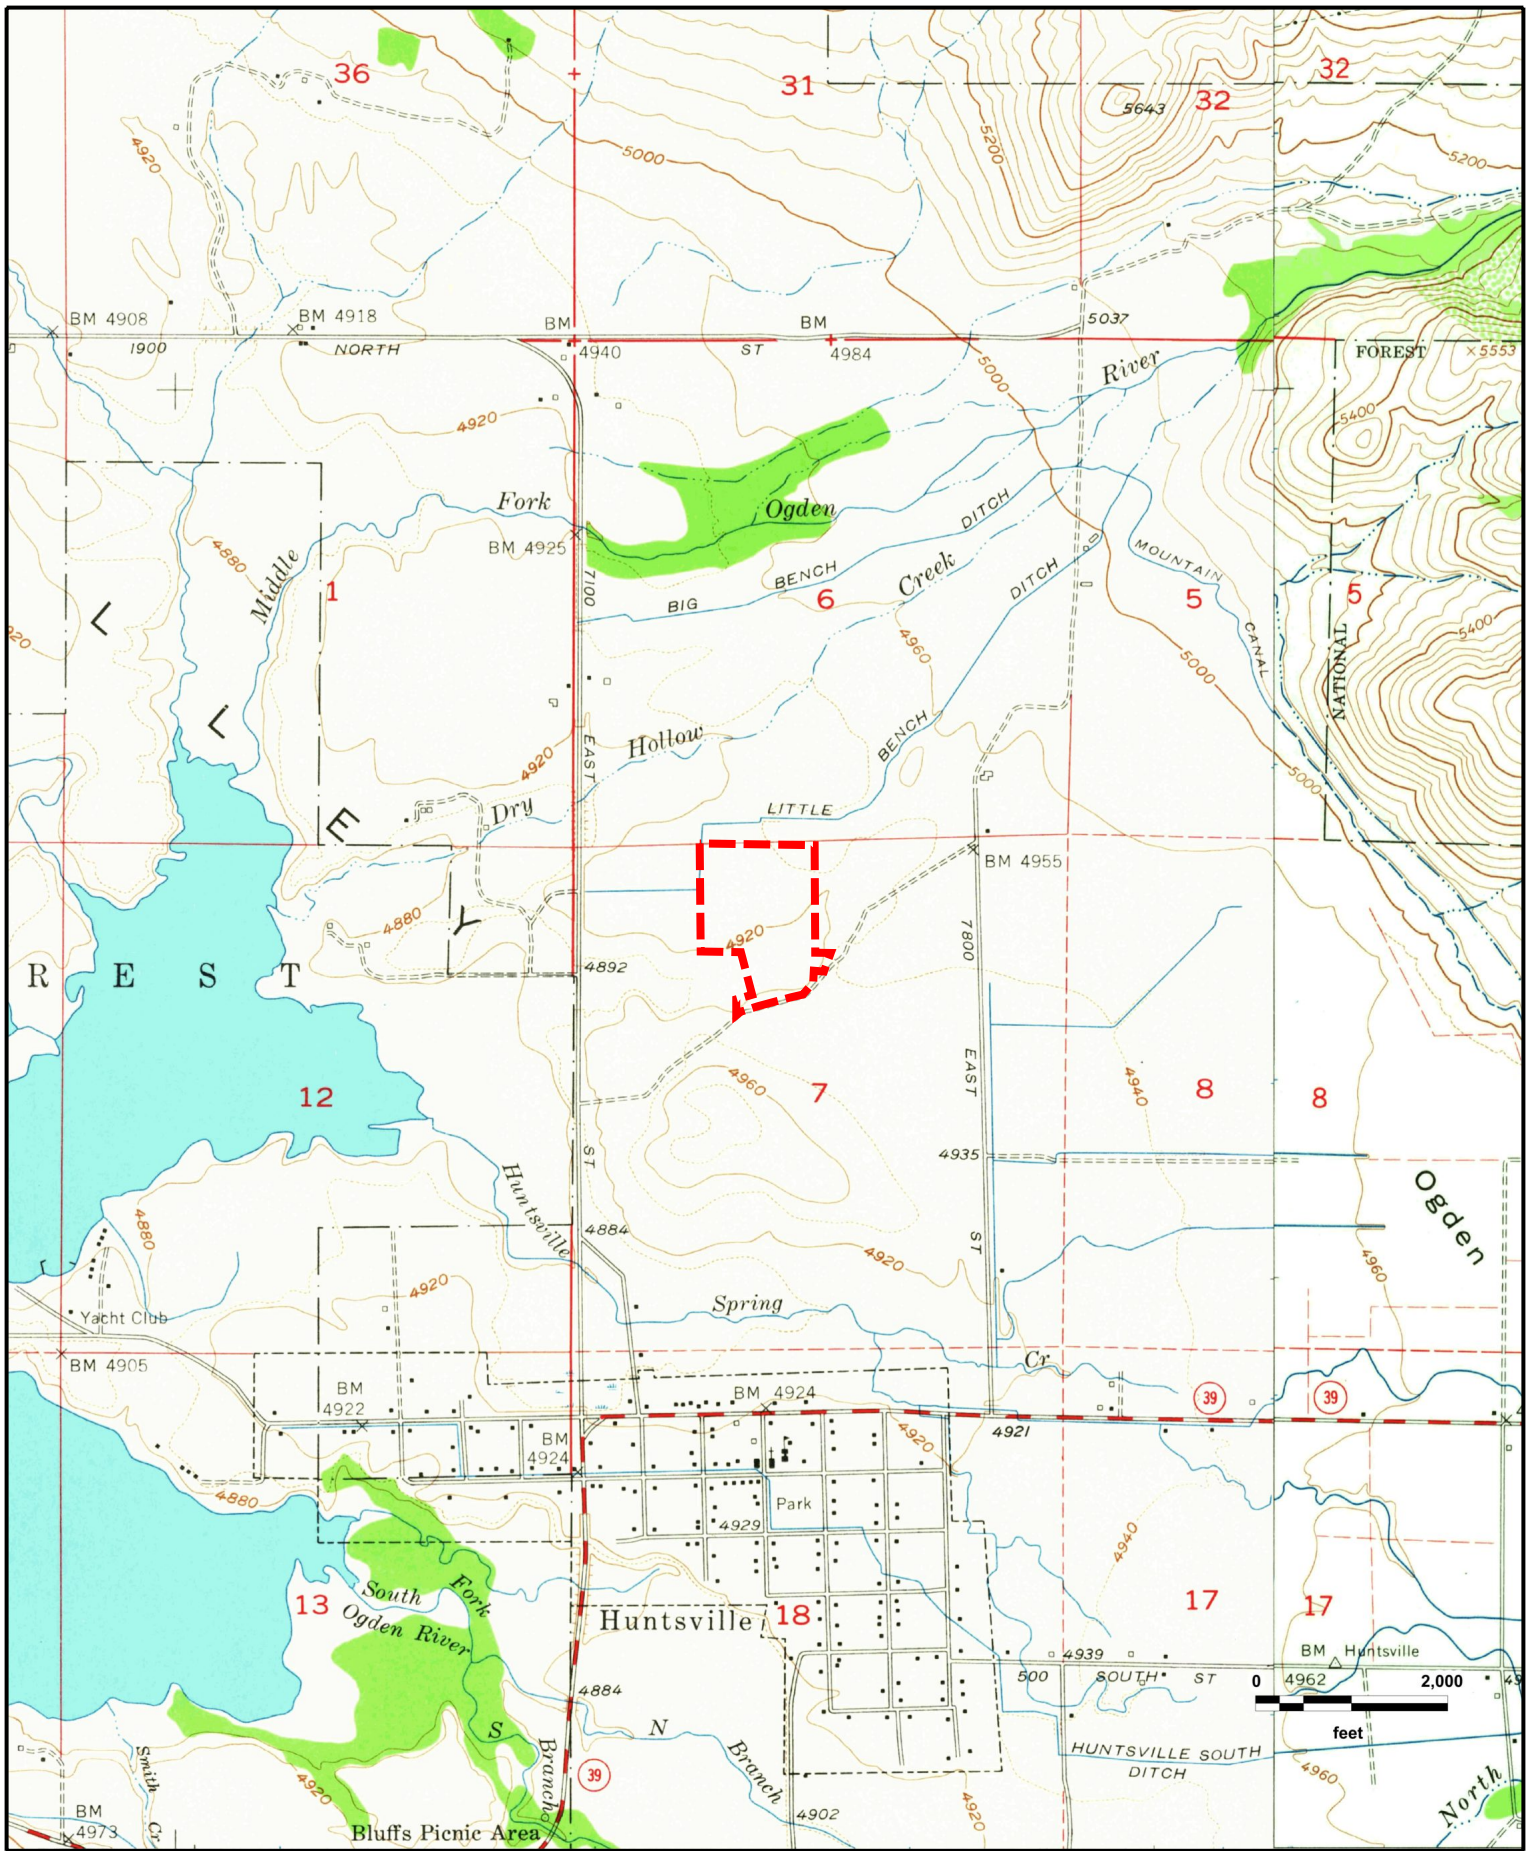 36
31
32
32
5643
4920
5000
5200
5200
BM 4908
BM 4918
BM
BM
5037
1900 NORTH ST
4940
4984
FOREST
×5553
River
5000
5400
4920
Fork
Ogden
DITCH
BM 4925
4880
Middle
BENCH
Creek
DITCH
MOUNTAIN
7100
1
BIG
6
5
5
L
4960
5400
CANAL
NATIONAL
5000
L
Hollow
BENCH
EAST
4920
5000
Dry
LITTLE
E
BM 4955
4880
Y
4920
7800
R E S T
4892
4960
7
EAST
4940
8
8
12
ST
4935
Huntsville
Ogden
4880
4884
ST
4920
4960
4920
Spring
Yacht Club
Cr
BM 4905
BM
4922
BM 4924
39
39
BM
4924
4920
4921
4880
Park
4929
4940
South Fork
Ogden River
13
Huntsville
18
17
17
4939
BM Huntsville
500 SOUTH ST
4962
0 2,000
feet
4884
S
N
Branch
Branch
HUNTSVILLE SOUTH
DITCH
39
Smith
Cr
4920
4960
North
BM
4973
Bluffs Picnic Area
4902
4920